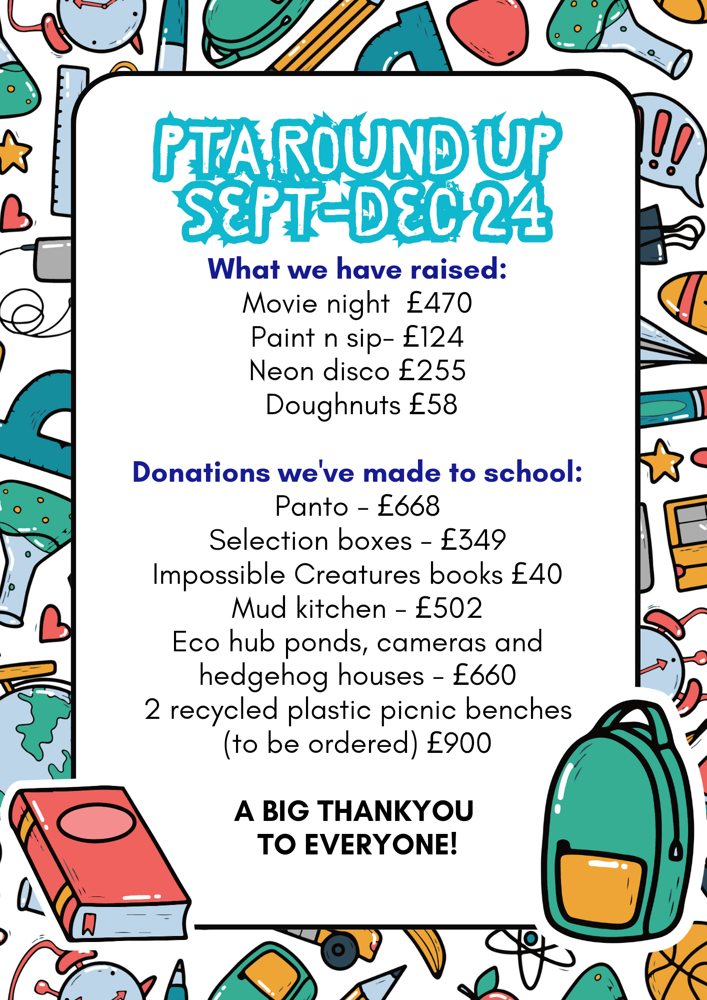 PTA ROUND UP
SEPT-DEC 24
What we have raised:
Movie night  £470
Paint n sip- £124
Neon disco £255
Doughnuts £58
Donations we've made to school:
Panto - £668
Selection boxes - £349
Impossible Creatures books £40
Mud kitchen - £502
Eco hub ponds, cameras and
hedgehog houses - £660
2 recycled plastic picnic benches
(to be ordered) £900
A BIG THANKYOU
TO EVERYONE!